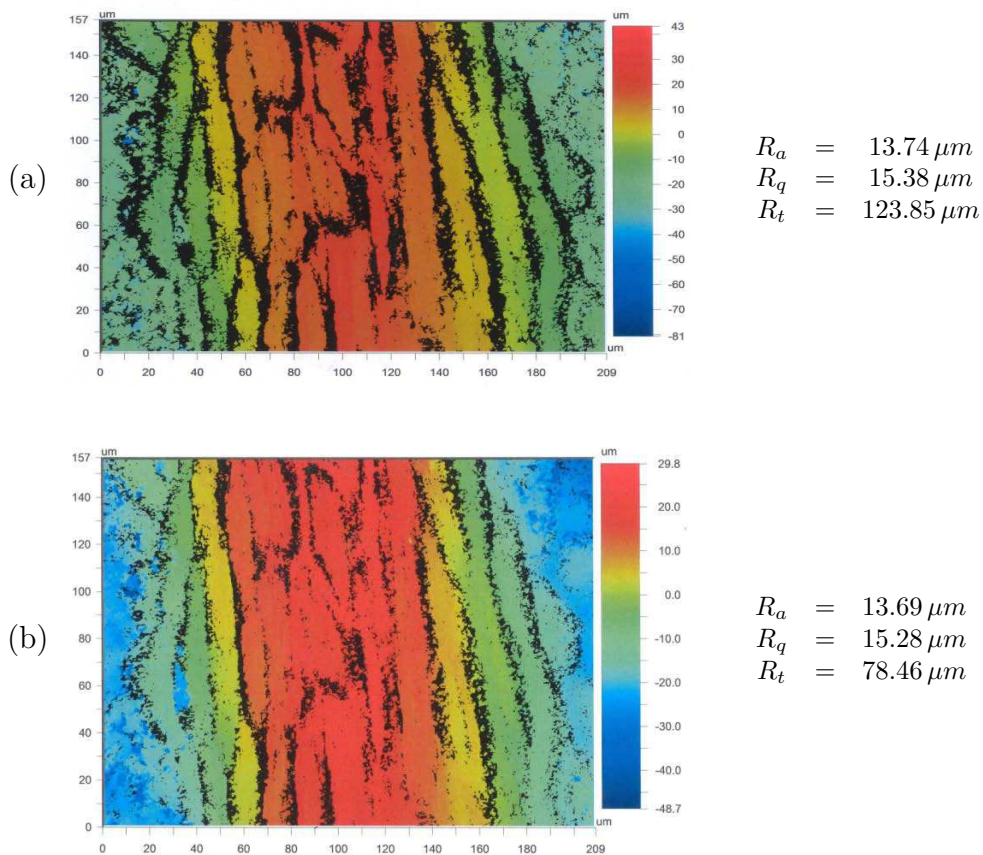 (a)
um
157
140
120
100
80
60
40
20
0
0 20 40 60 80 100 120 140 160 180 209
43
30
20
10
0
-10
-20
-30
-40
-50
-60
-70
-81
um
R_a = 13.74 μm
R_q = 15.38 μm
R_t = 123.85 μm
(b)
um
157
140
120
100
80
60
40
20
0
0 20 40 60 80 100 120 140 160 180 209
29.8
20.0
10.0
0.0
-10.0
-20.0
-30.0
-40.0
-48.7
um
R_a = 13.69 μm
R_q = 15.28 μm
R_t = 78.46 μm